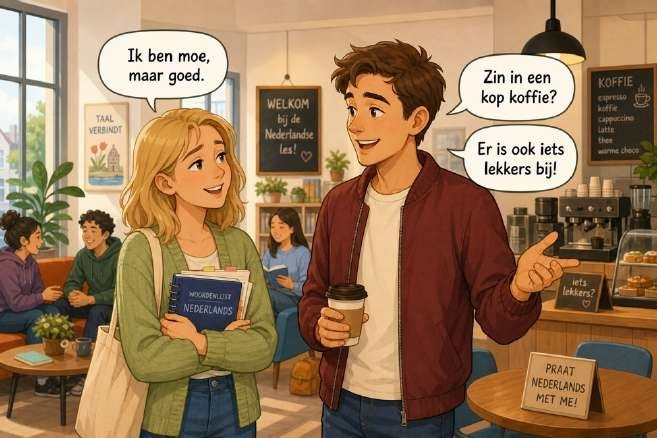 Ik ben moe,
maar goed.
Zin in een
kop koffie?
Er is ook iets
lekkers bij!
TAAL
VERBINDT
WELKOM
bij de
Nederlandse
les!
KOFFIE
espresso
koffie
cappuccino
latte
thee
warme choco
WOORDENLIJST
NEDERLANDS
iets
lekkers?
PRAAT
NEDERLANDS
MET ME!